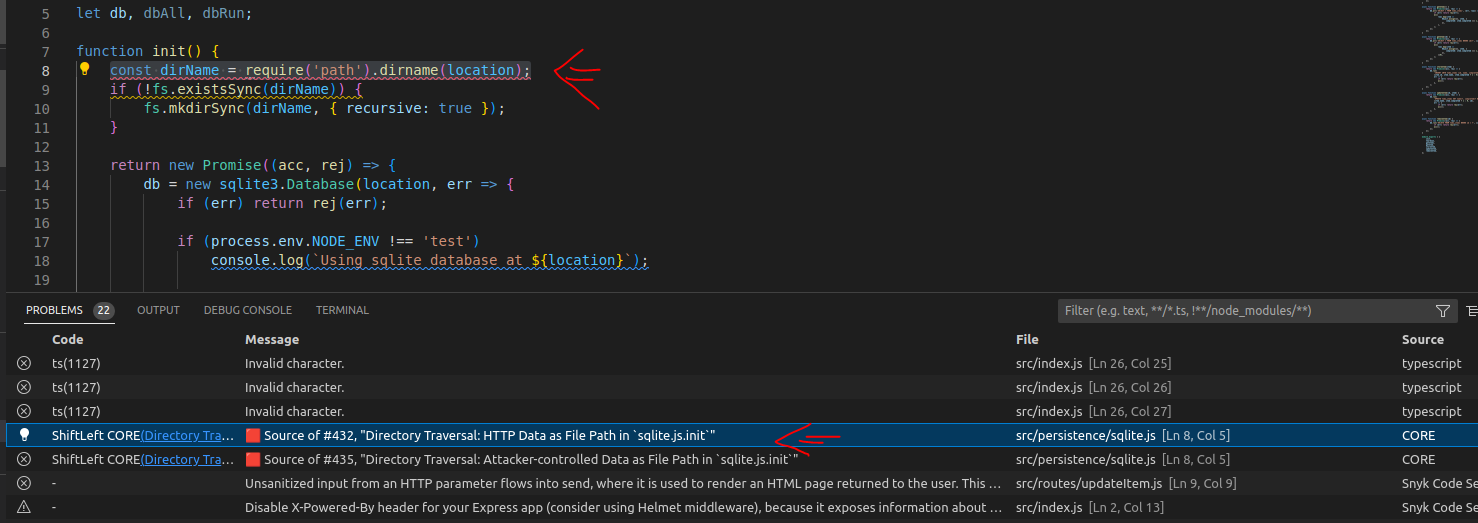 5 let db, dbAll, dbRun;
6
7 function init() {
8 const dirName = require('path').dirname(location);
9 if (!fs.existsSync(dirName)) {
10 fs.mkdirSync(dirName, { recursive: true });
11 }
12
13 return new Promise((acc, rej) => {
14 db = new sqlite3.Database(location, err => {
15 if (err) return rej(err);
16
17 if (process.env.NODE_ENV !== 'test')
18 console.log(`Using sqlite database at ${location}`);
19
PROBLEMS 22 OUTPUT DEBUG CONSOLE TERMINAL Filter (e.g. text, **/*.ts, !**/node_modules/**)
Code Message File Source
ts(1127) Invalid character. src/index.js [Ln 26, Col 25] typescript
ts(1127) Invalid character. src/index.js [Ln 26, Col 26] typescript
ts(1127) Invalid character. src/index.js [Ln 26, Col 27] typescript
ShiftLeft CORE(Directory Tra… Source of #432, "Directory Traversal: HTTP Data as File Path in `sqlite.js.init`" src/persistence/sqlite.js [Ln 8, Col 5] CORE
ShiftLeft CORE(Directory Tra… Source of #435, "Directory Traversal: Attacker-controlled Data as File Path in `sqlite.js.init`" src/persistence/sqlite.js [Ln 8, Col 5] CORE
- Unsanitized input from an HTTP parameter flows into send, where it is used to render an HTML page returned to the user. This … src/routes/updateItem.js [Ln 9, Col 9] Snyk Code Se
- Disable X-Powered-By header for your Express app (consider using Helmet middleware), because it exposes information about … src/index.js [Ln 2, Col 13] Snyk Code Se